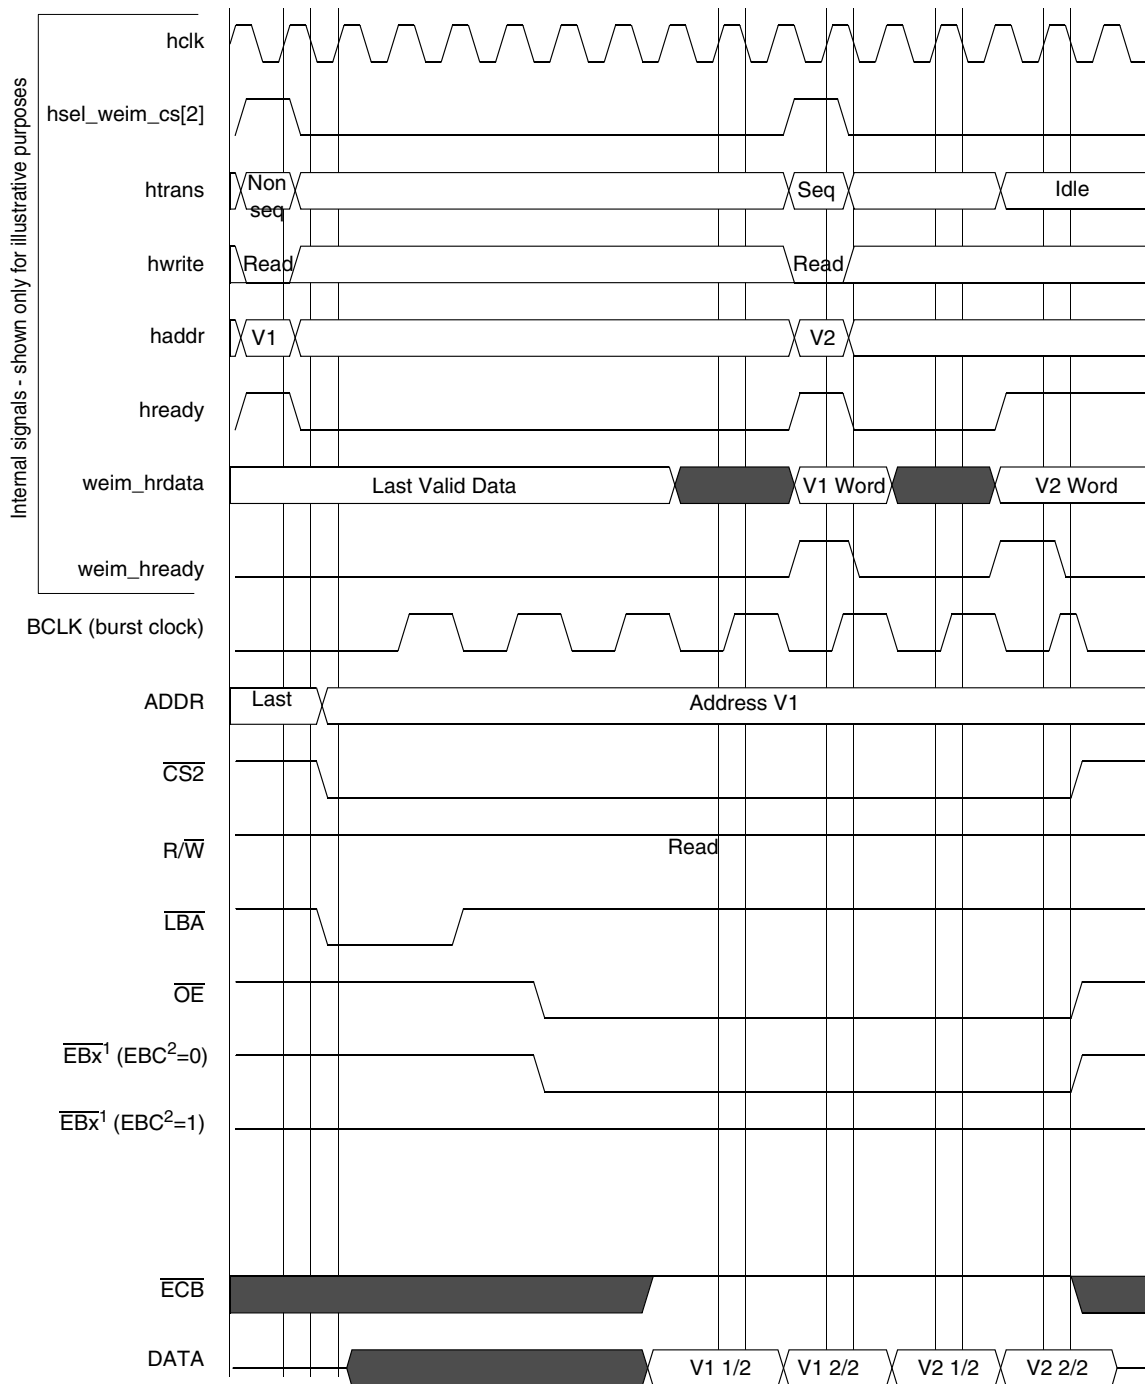 Internal signals - shown only for illustrative purposes
hclk
hsel_weim_cs[2]
htrans
Non
seq
Seq
Idle
hwrite
Read
Read
haddr
V1
V2
hready
weim_hrdata
Last Valid Data
V1 Word
V2 Word
weim_hready
BCLK (burst clock)
ADDR
Last
Address V1
CS2
R/W
Read
LBA
OE
EBx1 (EBC2=0)
EBx1 (EBC2=1)
ECB
DATA
V1 1/2
V1 2/2
V2 1/2
V2 2/2